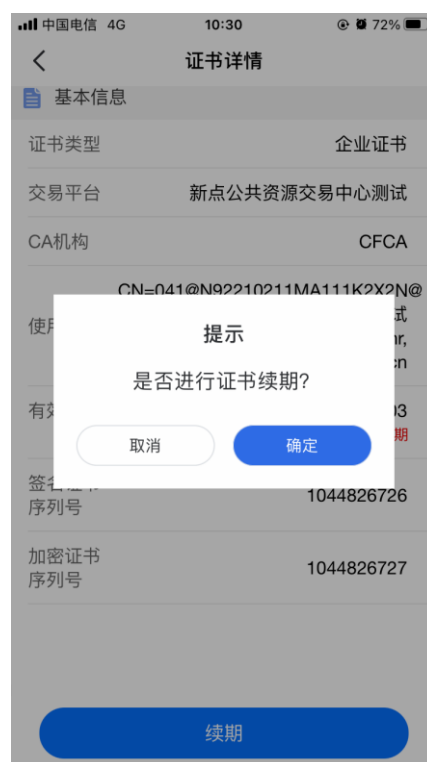 中国电信 4G 10:30 72%
证书详情
基本信息
证书类型 企业证书
交易平台 新点公共资源交易中心测试
CA机构 CFCA
CN=041@N92210211MA111K2X2N@
提示
是否进行证书续期?
取消 确定
期
1044826726
序列号
加密证书 1044826727
序列号
续期